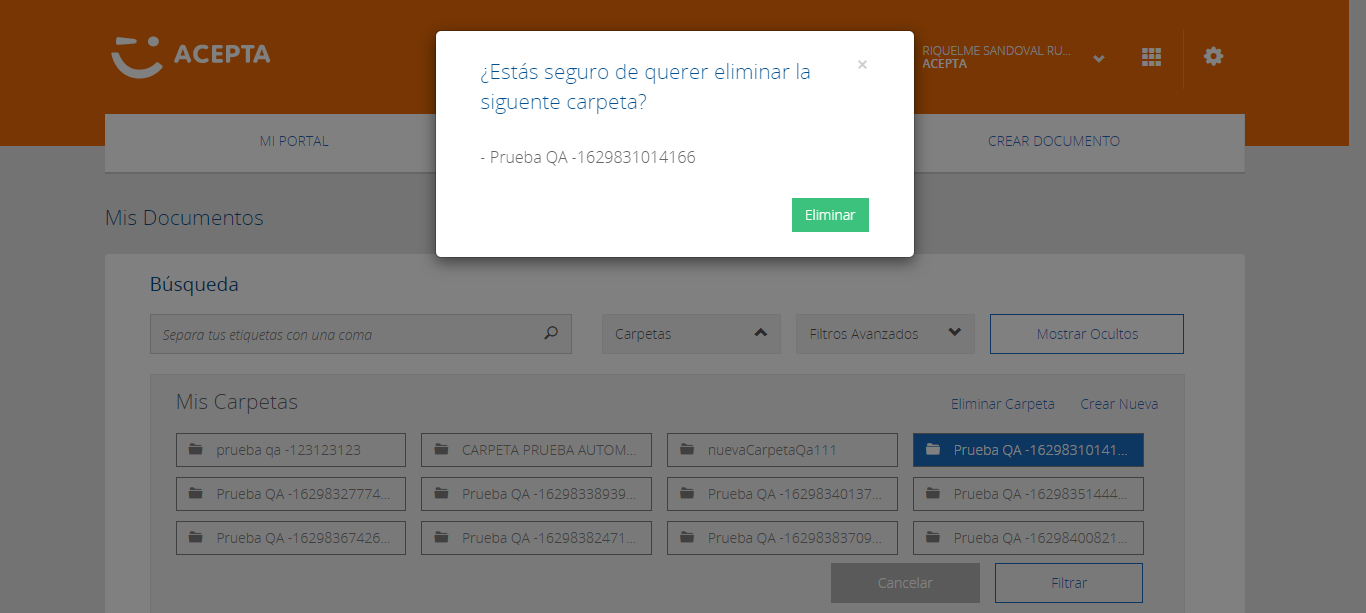 ACEPTA
RIQUELME SANDOVAL RU...
ACEPTA
¿Estás seguro de querer eliminar la
siguente carpeta?
×
- Prueba QA -1629831014166
Eliminar
MI PORTAL
CREAR DOCUMENTO
Mis Documentos
Búsqueda
Separa tus etiquetas con una coma
Carpetas
Filtros Avanzados
Mostrar Ocultos
Mis Carpetas
Eliminar Carpeta
Crear Nueva
prueba qa -123123123
CARPETA PRUEBA AUTOM...
nuevaCarpetaQa111
Prueba QA -16298310141...
Prueba QA -16298327774...
Prueba QA -16298338939...
Prueba QA -16298340137...
Prueba QA -16298351444...
Prueba QA -16298367426...
Prueba QA -16298382471...
Prueba QA -16298383709...
Prueba QA -16298400821...
Cancelar
Filtrar